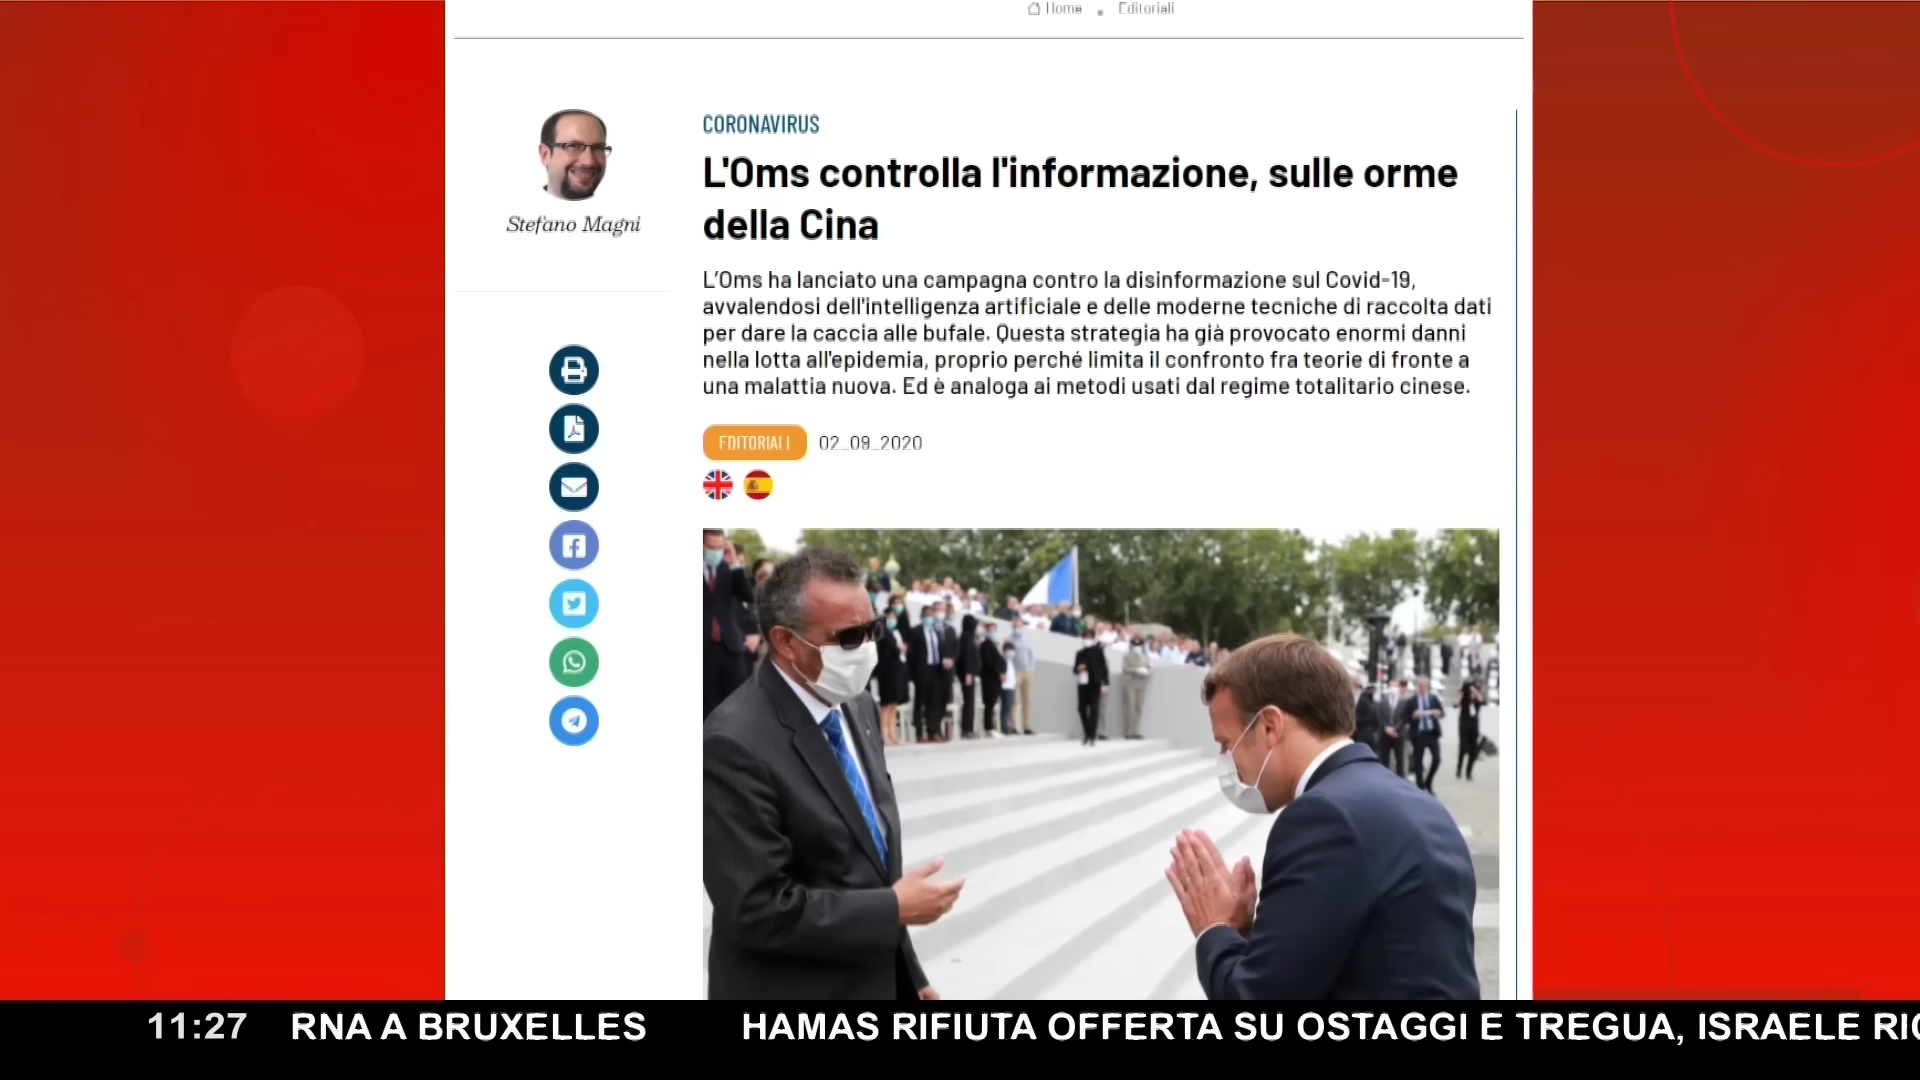 Home
Editoriali
Stefano Magni
CORONAVIRUS
L'Oms controlla l'informazione, sulle orme
della Cina
L'Oms ha lanciato una campagna contro la disinformazione sul Covid-19,
avvalendosi dell'intelligenza artificiale e delle moderne tecniche di raccolta dati
per dare la caccia alle bufale. Questa strategia ha già provocato enormi danni
nella lotta all'epidemia, proprio perché limita il confronto fra teorie di fronte a
una malattia nuova. Ed è analoga ai metodi usati dal regime totalitario cinese.
EDITORIALI 02_09_2020
11:27 RNA A BRUXELLES HAMAS RIFIUTA OFFERTA SU OSTAGGI E TREGUA, ISRAELE RIC